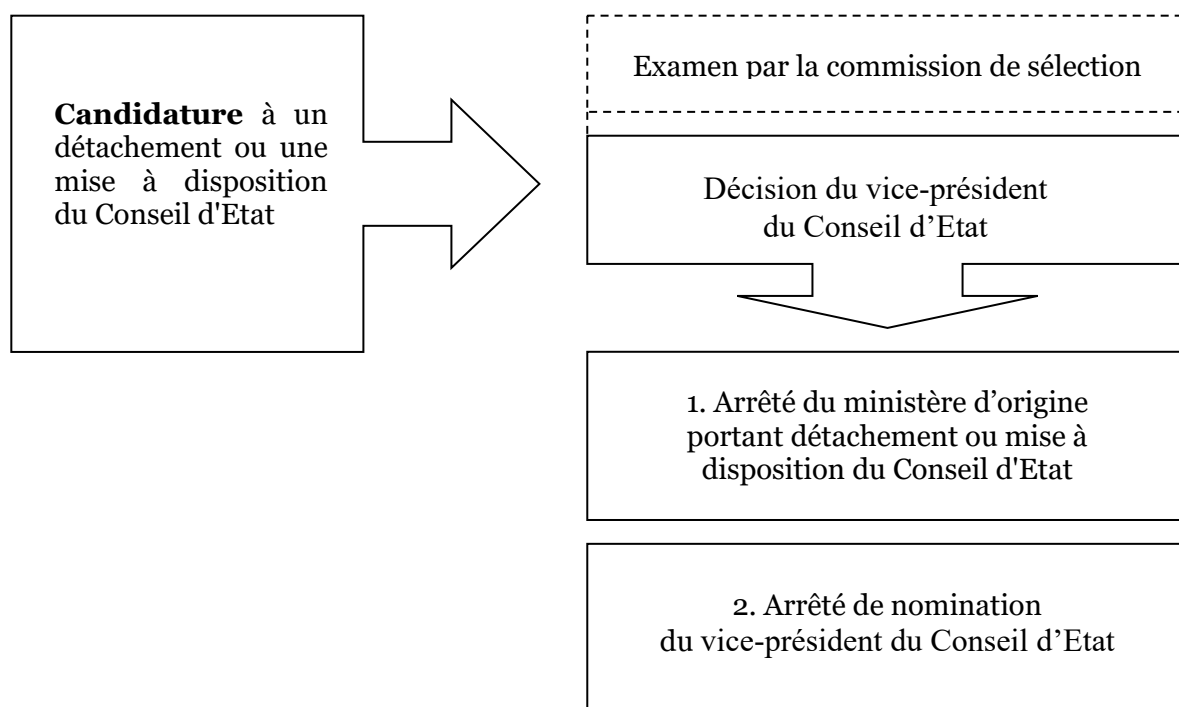 Candidature à un
détachement ou une
mise à disposition
du Conseil d'Etat
Examen par la commission de sélection
Décision du vice-président
du Conseil d’Etat
1. Arrêté du ministère d’origine
portant détachement ou mise à
disposition du Conseil d'Etat
2. Arrêté de nomination
du vice-président du Conseil d’Etat